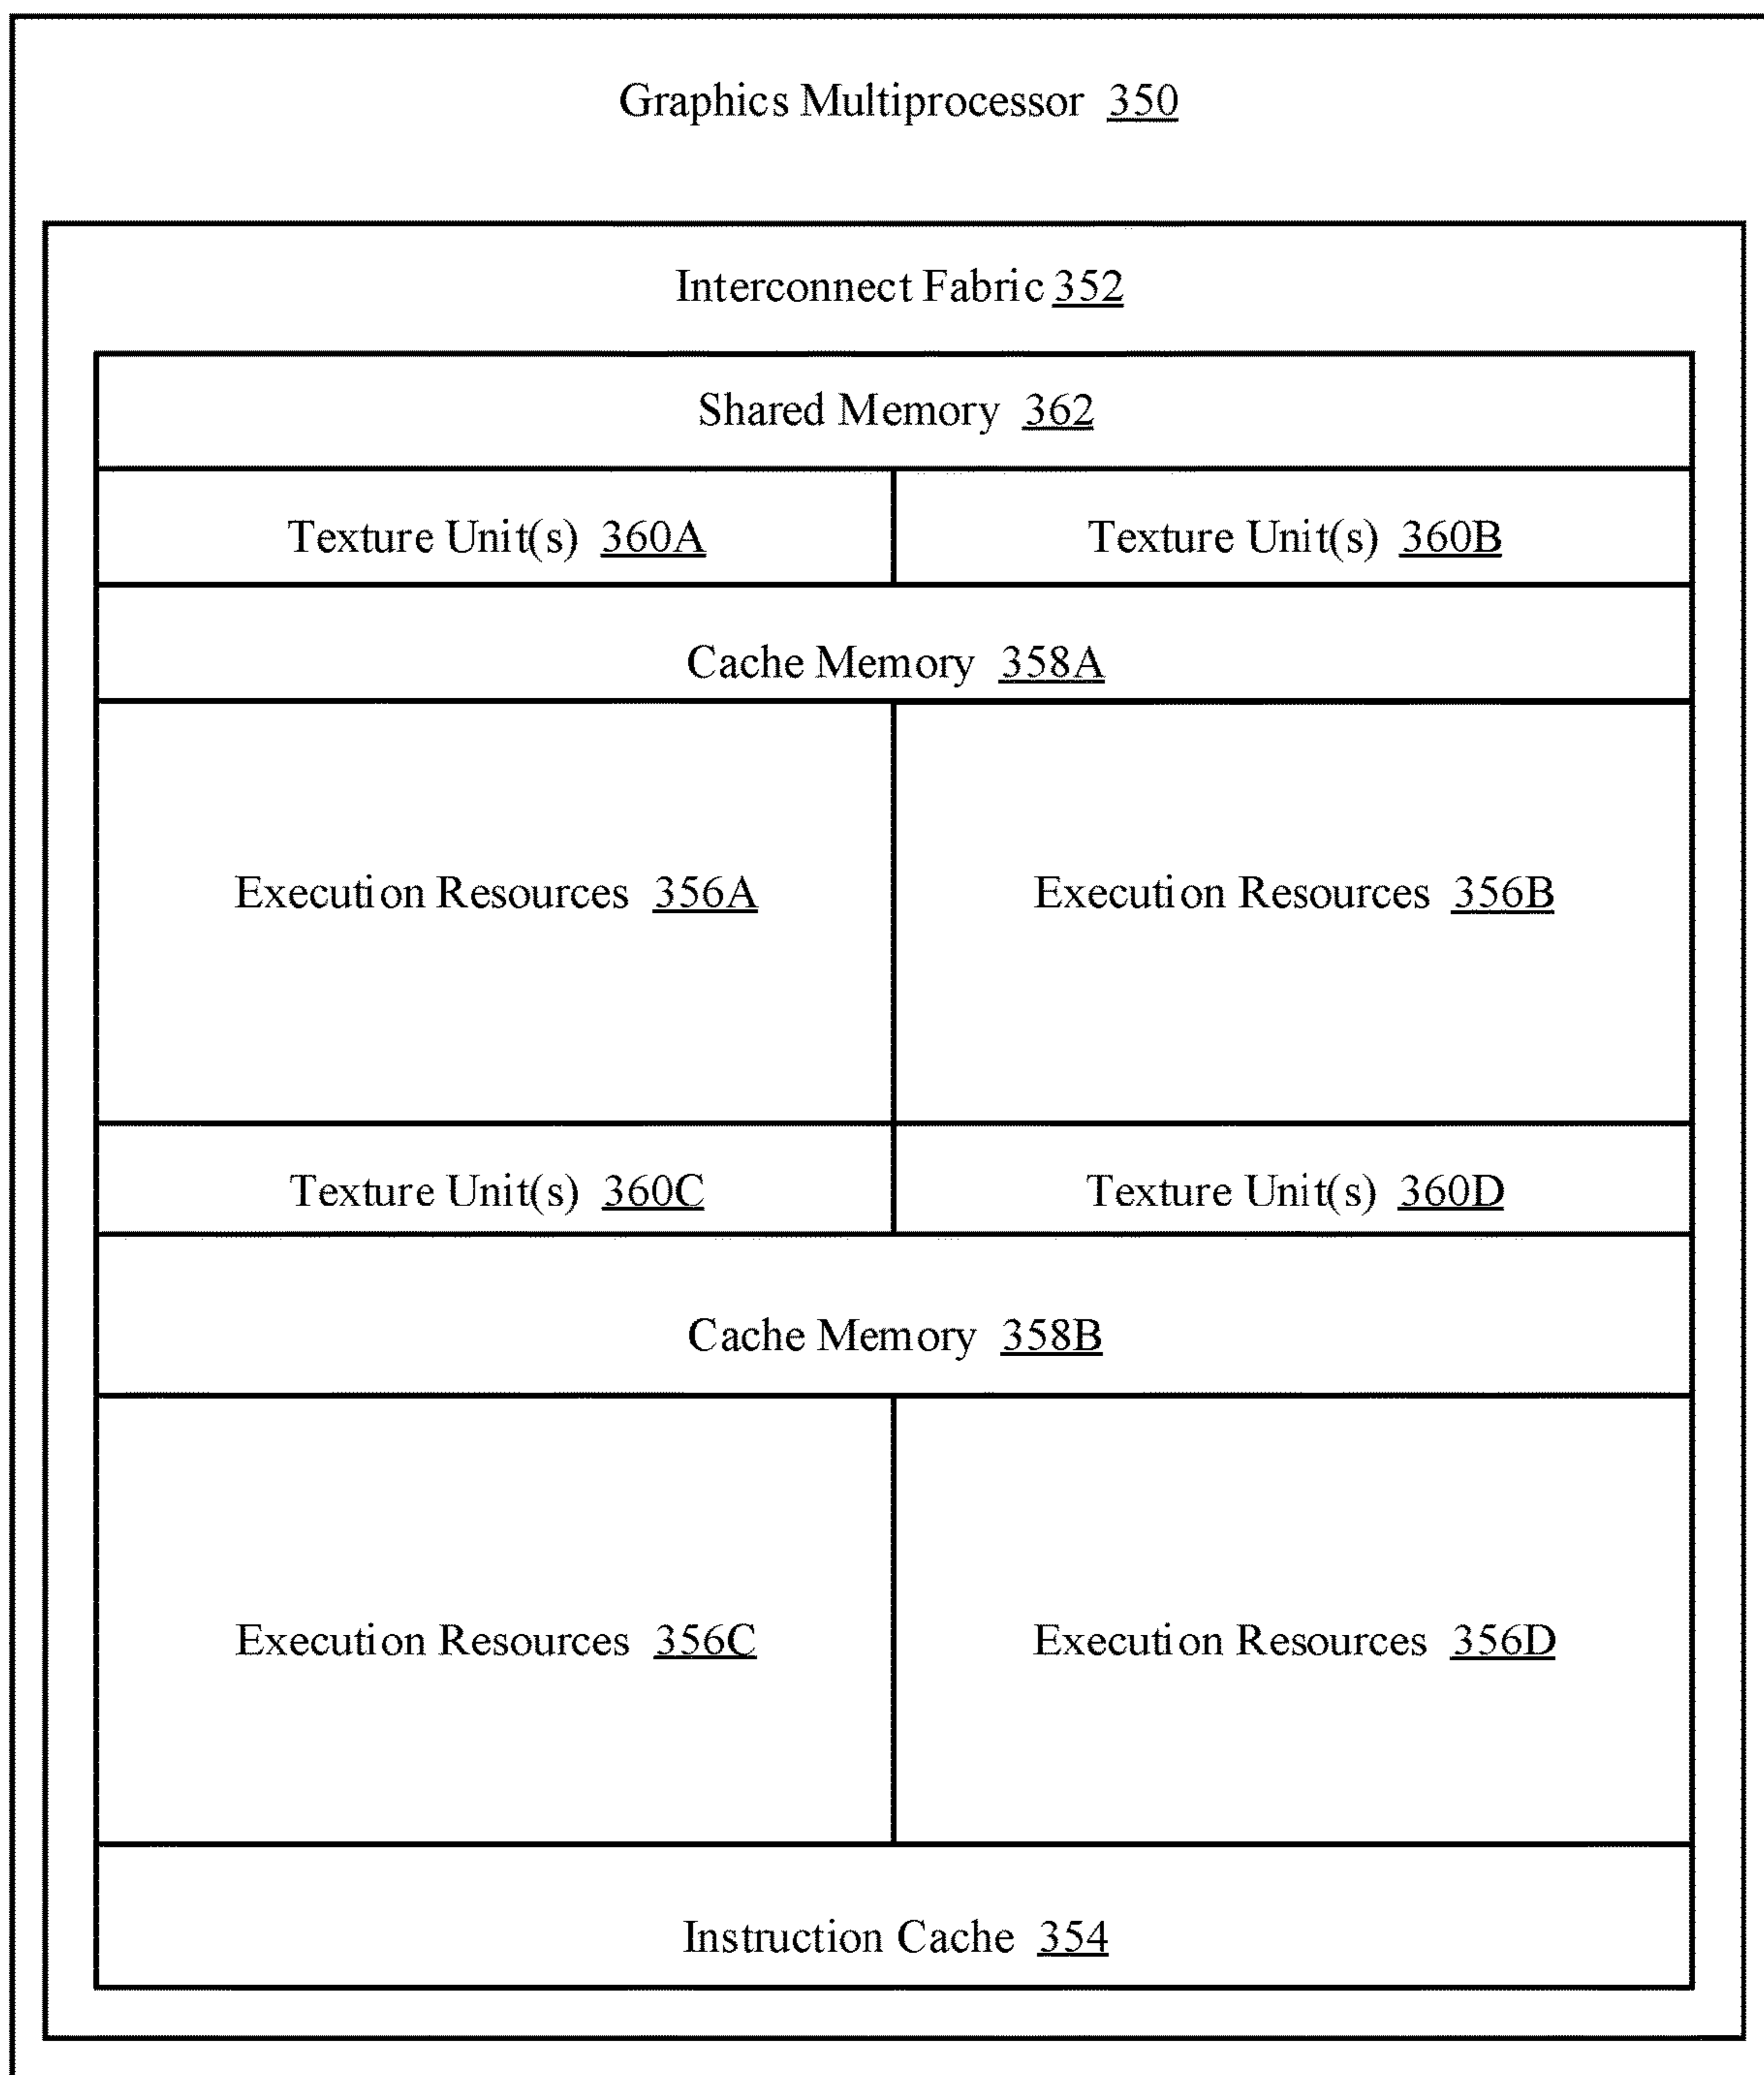 Graphics Multiprocessor 350
Interconnect Fabric 352
Shared Memory 362
Texture Unit(s) 360A
Texture Unit(s) 360B
Cache Memory 358A
Execution Resources 356A
Execution Resources 356B
Texture Unit(s) 360C
Texture Unit(s) 360D
Cache Memory 358B
Execution Resources 356C
Execution Resources 356D
Instruction Cache 354